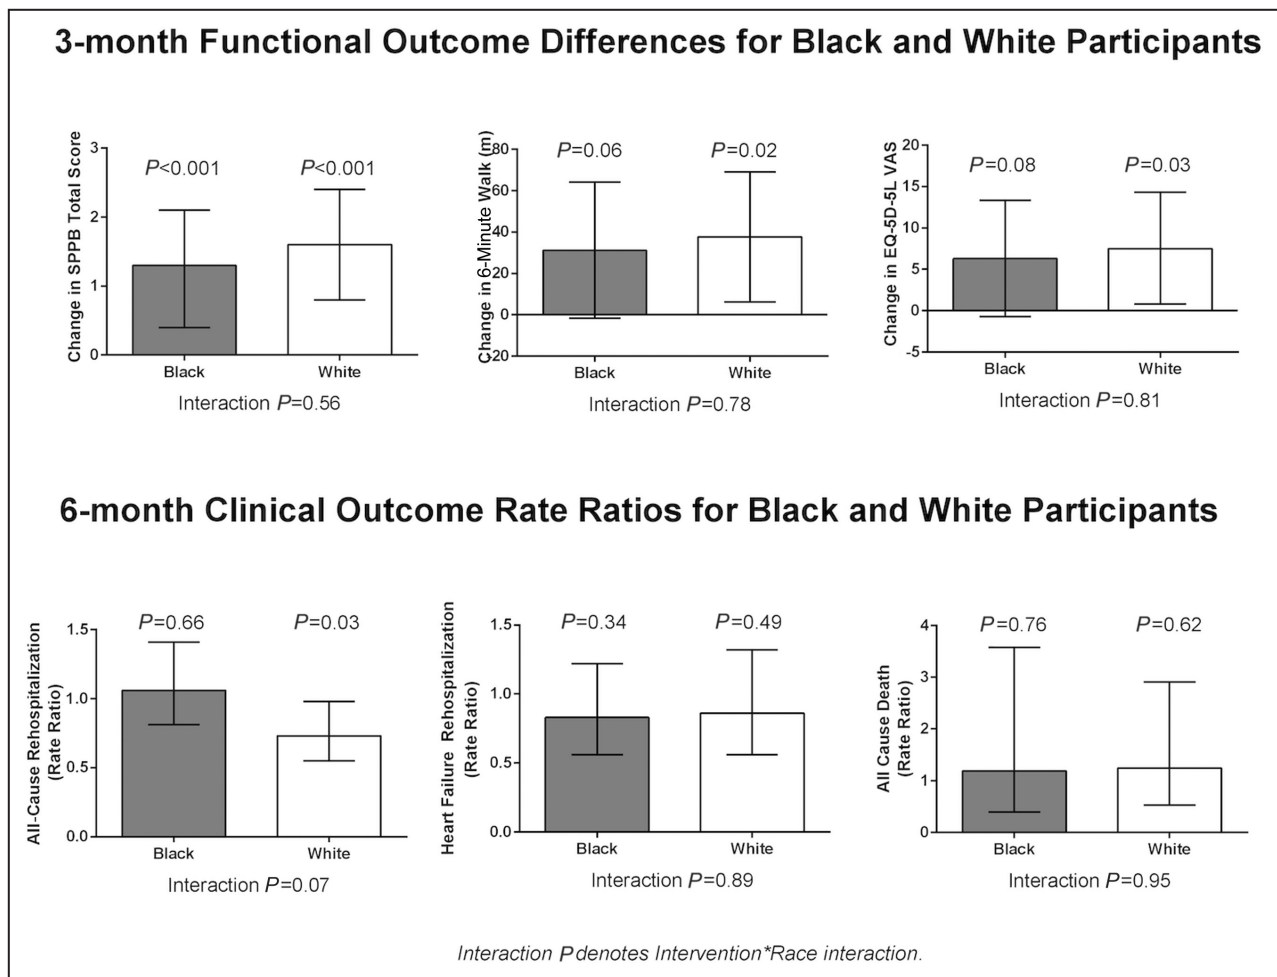 3-month Functional Outcome Differences for Black and White Participants
Change in SPPB Total Score
3
2
1
0
P<0.001
P<0.001
Black
White
Interaction P=0.56
Change in 6-Minute Walk (m)
80
60
40
20
0
-20
P=0.06
P=0.02
Black
White
Interaction P=0.78
Change in EQ-5D-5L VAS
20
15
10
5
0
-5
P=0.08
P=0.03
Black
White
Interaction P=0.81
6-month Clinical Outcome Rate Ratios for Black and White Participants
All-Cause Rehospitalization
(Rate Ratio)
1.5
1.0
0.5
0.0
P=0.66
P=0.03
Black
White
Interaction P=0.07
Heart Failure Rehospitalization
(Rate Ratio)
1.5
1.0
0.5
0.0
P=0.34
P=0.49
Black
White
Interaction P=0.89
All Cause Death
(Rate Ratio)
4
3
2
1
0
P=0.76
P=0.62
Black
White
Interaction P=0.95
Interaction P denotes Intervention*Race interaction.